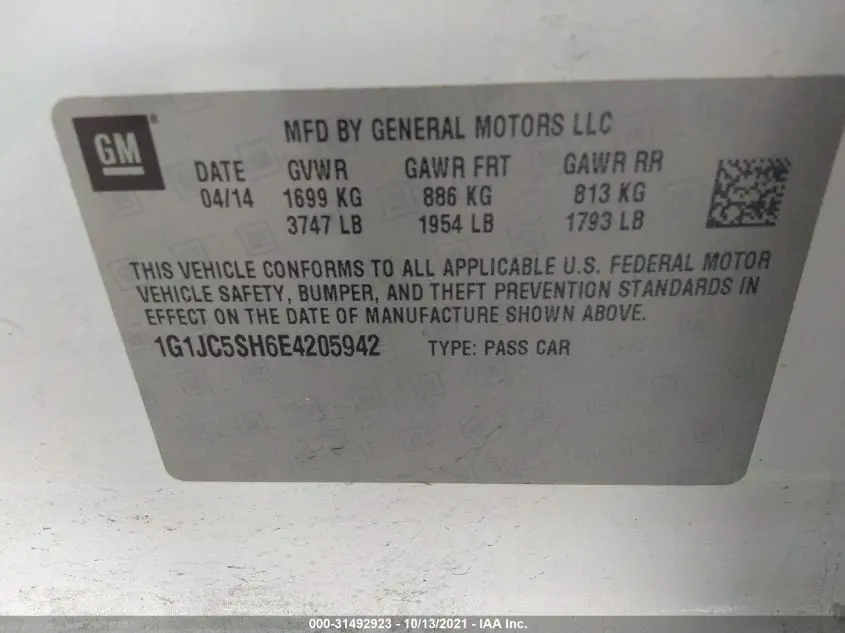 GM®
MFD BY GENERAL MOTORS LLC
DATE GVWR GAWR FRT GAWR RR
04/14 1699 KG 886 KG 813 KG
3747 LB 1954 LB 1793 LB
THIS VEHICLE CONFORMS TO ALL APPLICABLE U.S. FEDERAL MOTOR
VEHICLE SAFETY, BUMPER, AND THEFT PREVENTION STANDARDS IN
EFFECT ON THE DATE OF MANUFACTURE SHOWN ABOVE.
1G1JC5SH6E4205942 TYPE: PASS CAR
000-31492923 - 10/13/2021 - IAA Inc.